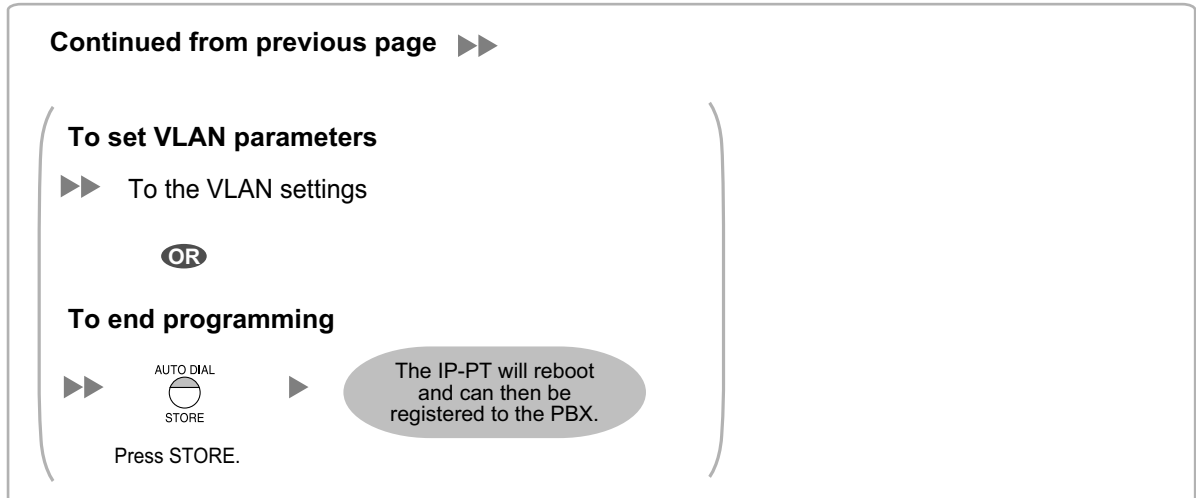 Continued from previous page
To set VLAN parameters
To the VLAN settings
OR
To end programming
AUTO DIAL
STORE
Press STORE.
The IP-PT will reboot
and can then be
registered to the PBX.